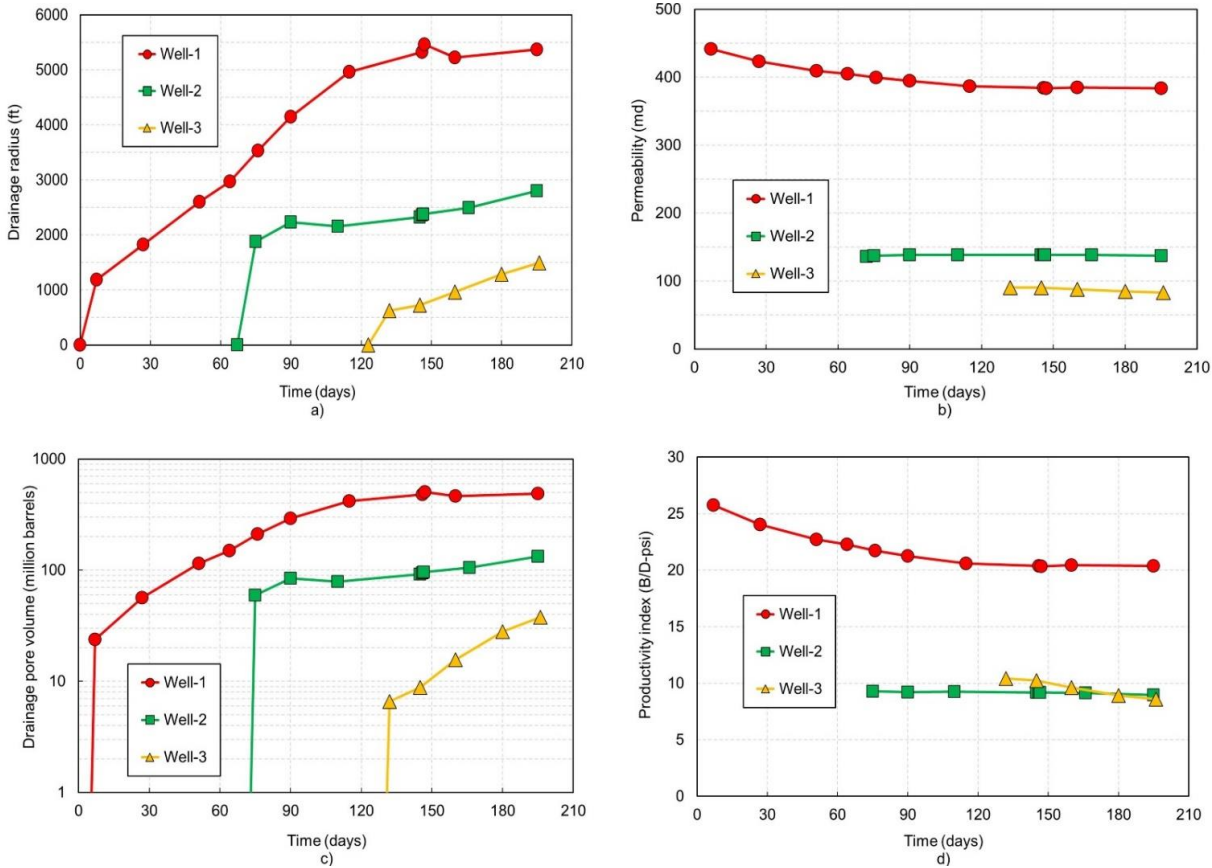 Drainage radius (ft)
6000
5000
4000
3000
2000
1000
0
Well-1
Well-2
Well-3
0 30 60 90 120 150 180 210
Time (days)
a)
Permeability (md)
500
400
300
200
100
0
Well-1
Well-2
Well-3
0 30 60 90 120 150 180 210
Time (days)
b)
Drainage pore volume (million barrels)
1000
100
10
1
Well-1
Well-2
Well-3
0 30 60 90 120 150 180 210
Time (days)
c)
Productivity index (B/D-psi)
30
25
20
15
10
5
0
Well-1
Well-2
Well-3
0 30 60 90 120 150 180 210
Time (days)
d)